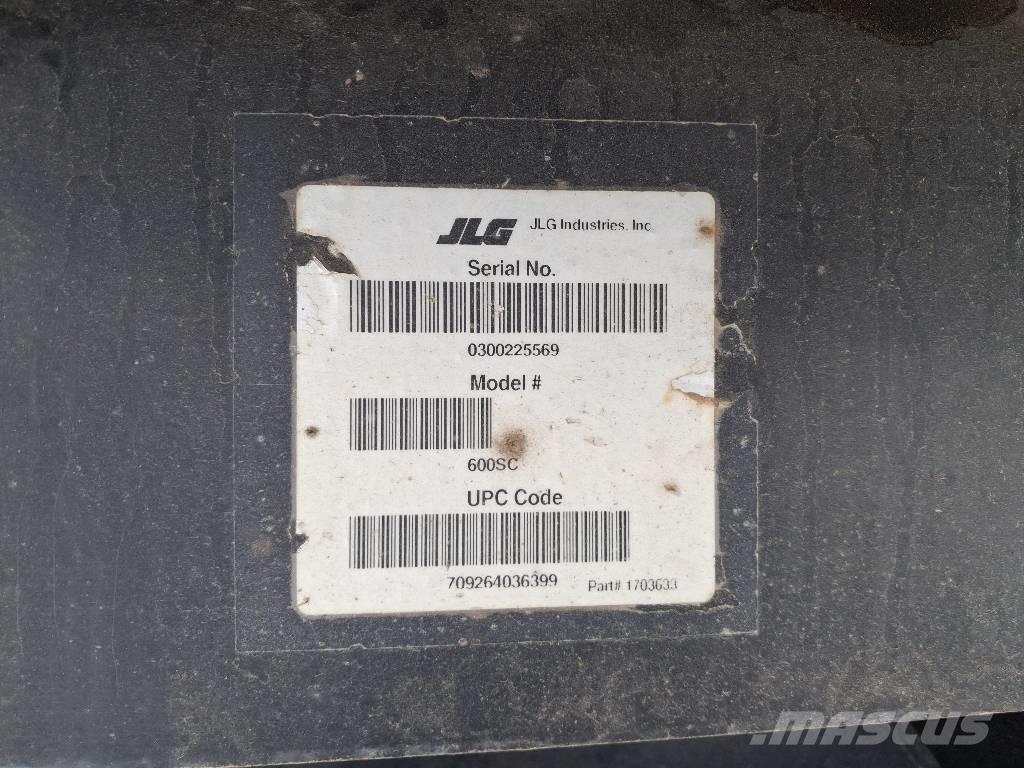 JLG JLG Industries, Inc.
Serial No.
0300225569
Model #
600SC
UPC Code
709264036399 Part# 1703633
MASCUS